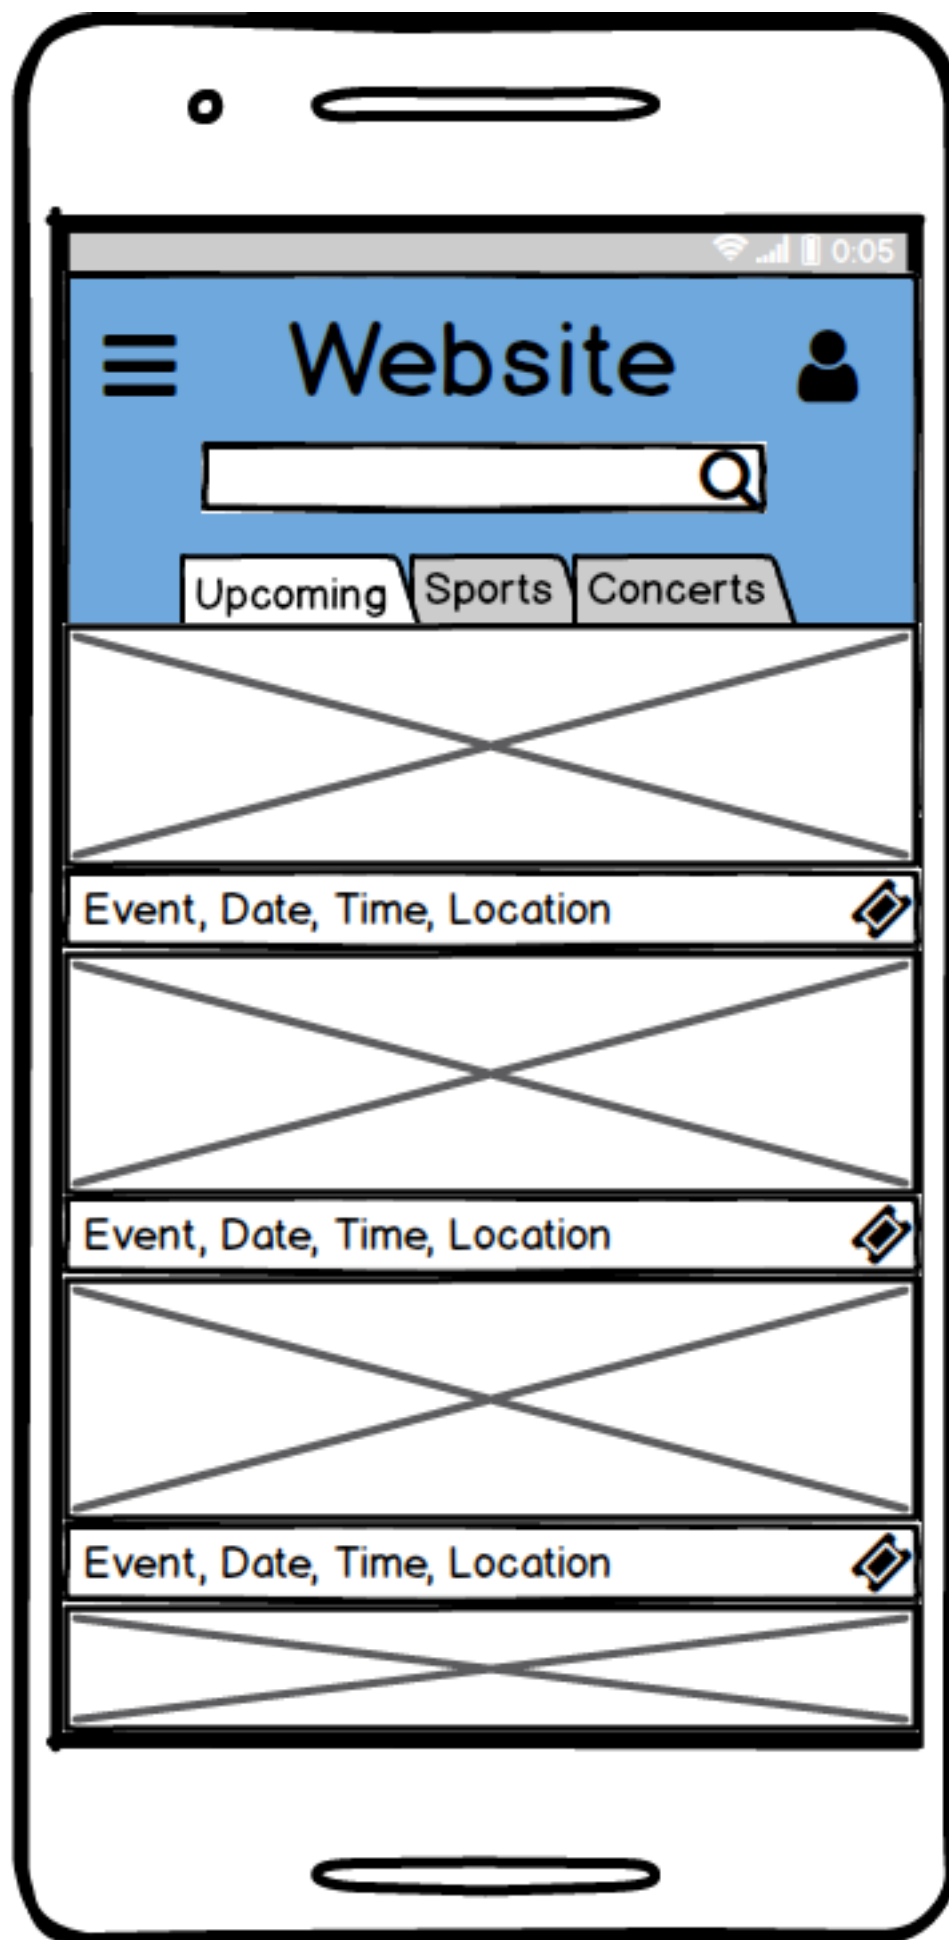 0:05
Website
Upcoming Sports Concerts
Event, Date, Time, Location
Event, Date, Time, Location
Event, Date, Time, Location